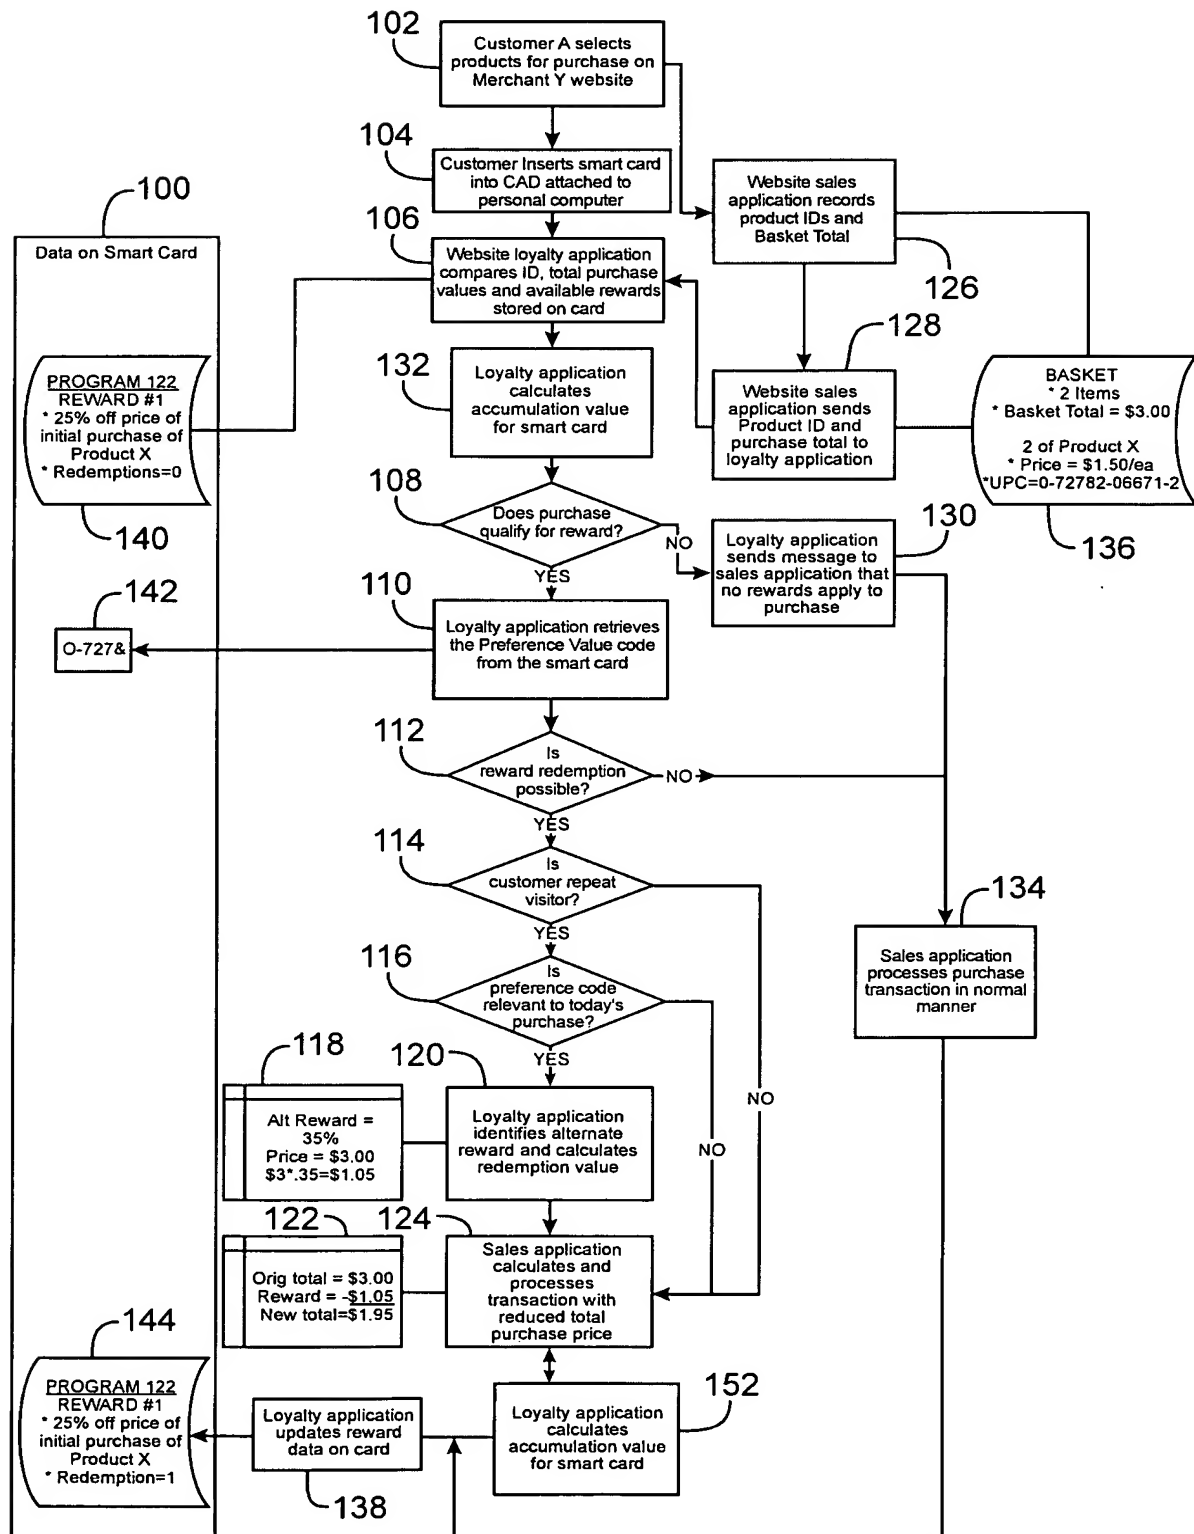 102
Customer A selects
products for purchase on
Merchant Y website
104
Customer Inserts smart card
into CAD attached to
personal computer
Website sales
application records
product IDs and
Basket Total
126
100
Data on Smart Card
106
Website loyalty application
compares ID, total purchase
values and available rewards
stored on card
128
Website sales
application sends
Product ID and
purchase total to
loyalty application
BASKET
* 2 Items
* Basket Total = $3.00
2 of Product X
* Price = $1.50/ea
*UPC=0-72782-06671-2
136
PROGRAM 122
REWARD #1
* 25% off price of
initial purchase of
Product X
* Redemptions=0
140
132
Loyalty application
calculates
accumulation value
for smart card
108
Does purchase
qualify for reward?
NO
YES
130
Loyalty application
sends message to
sales application that
no rewards apply to
purchase
142
O-727&
110
Loyalty application retrieves
the Preference Value code
from the smart card
112
Is
reward redemption
possible?
NO
YES
114
Is
customer repeat
visitor?
YES
134
Sales application
processes purchase
transaction in normal
manner
116
Is
preference code
relevant to today's
purchase?
YES
NO
NO
118
Alt Reward =
35%
Price = $3.00
$3*.35=$1.05
120
Loyalty application
identifies alternate
reward and calculates
redemption value
122
Orig total = $3.00
Reward = -$1.05
New total=$1.95
124
Sales application
calculates and
processes
transaction with
reduced total
purchase price
144
PROGRAM 122
REWARD #1
* 25% off price of
initial purchase of
Product X
* Redemption=1
Loyalty application
updates reward
data on card
138
152
Loyalty application
calculates
accumulation value
for smart card